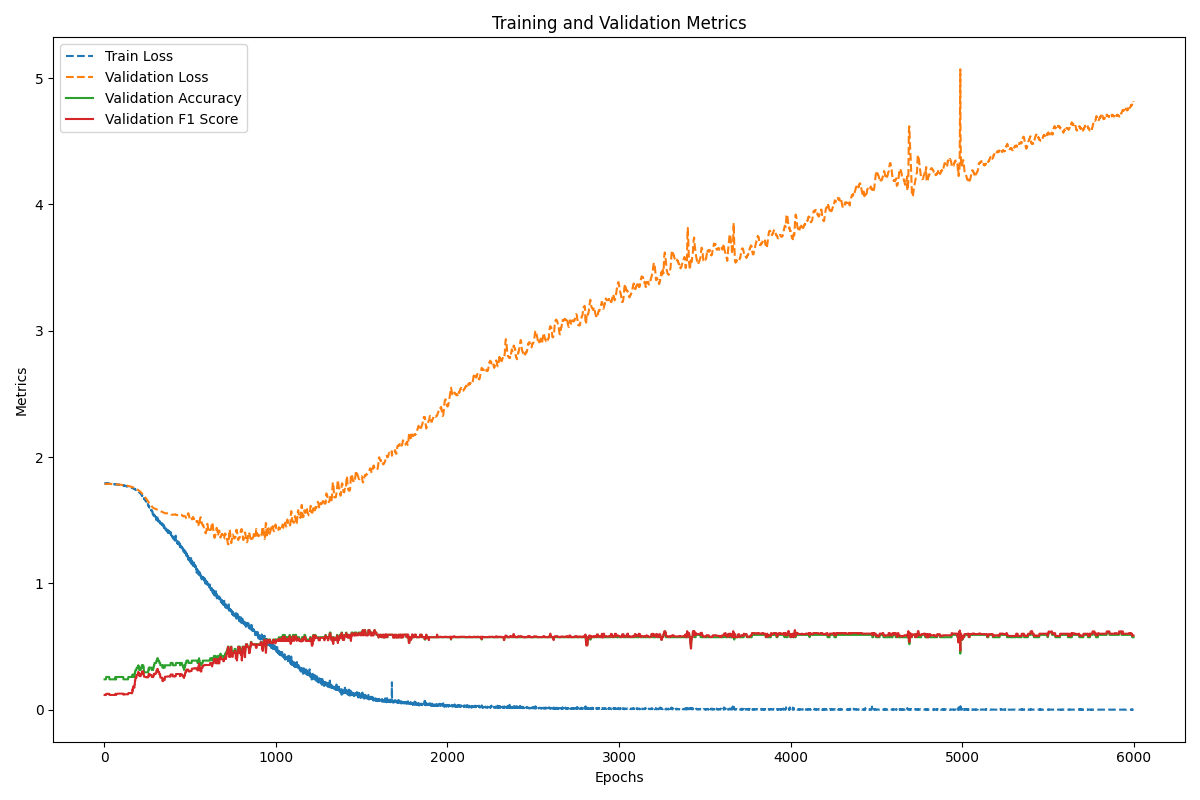 Training and Validation Metrics
Train Loss
Validation Loss
Validation Accuracy
Validation F1 Score
5
4
3
2
1
0
Metrics
0 1000 2000 3000 4000 5000 6000
Epochs